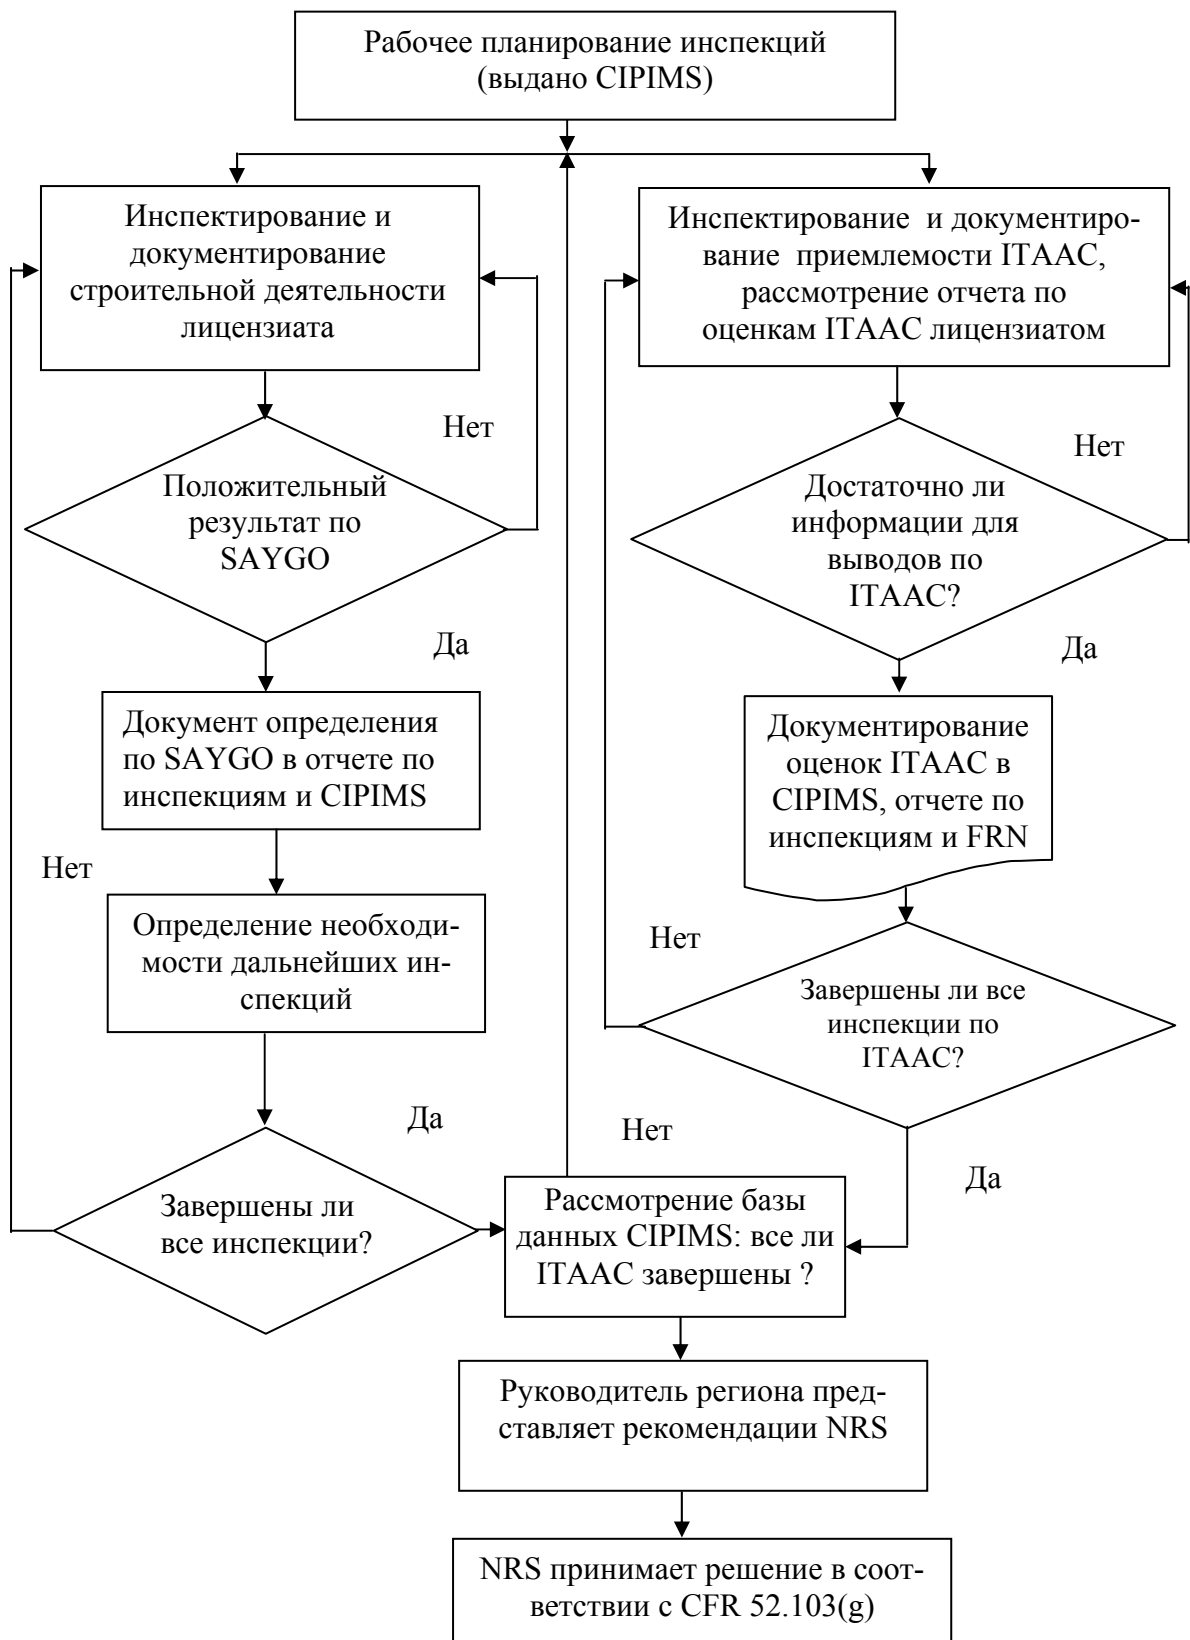 Рабочее планирование инспекций
(выдано CIPIMS)
Инспектирование и
документирование
строительной деятельности
лицензиата
Нет
Положительный
результат по
SAYGO
Да
Документ определения
по SAYGO в отчете по
инспекциям и CIPIMS
Нет
Определение необходи-
мости дальнейших ин-
спекций
Да
Завершены ли
все инспекции?
Инспектирование и документиро-
вание приемлемости ITAAC,
рассмотрение отчета по
оценкам ITAAC лицензиатом
Нет
Достаточно ли
информации для
выводов по
ITAAC?
Да
Документирование
оценок ITAAC в
CIPIMS, отчете по
инспекциям и FRN
Нет
Завершены ли все
инспекции по
ITAAC?
Нет
Да
Рассмотрение базы
данных CIPIMS: все ли
ITAAC завершены ?
Руководитель региона пред-
ставляет рекомендации NRS
NRS принимает решение в соот-
ветствии с CFR 52.103(g)